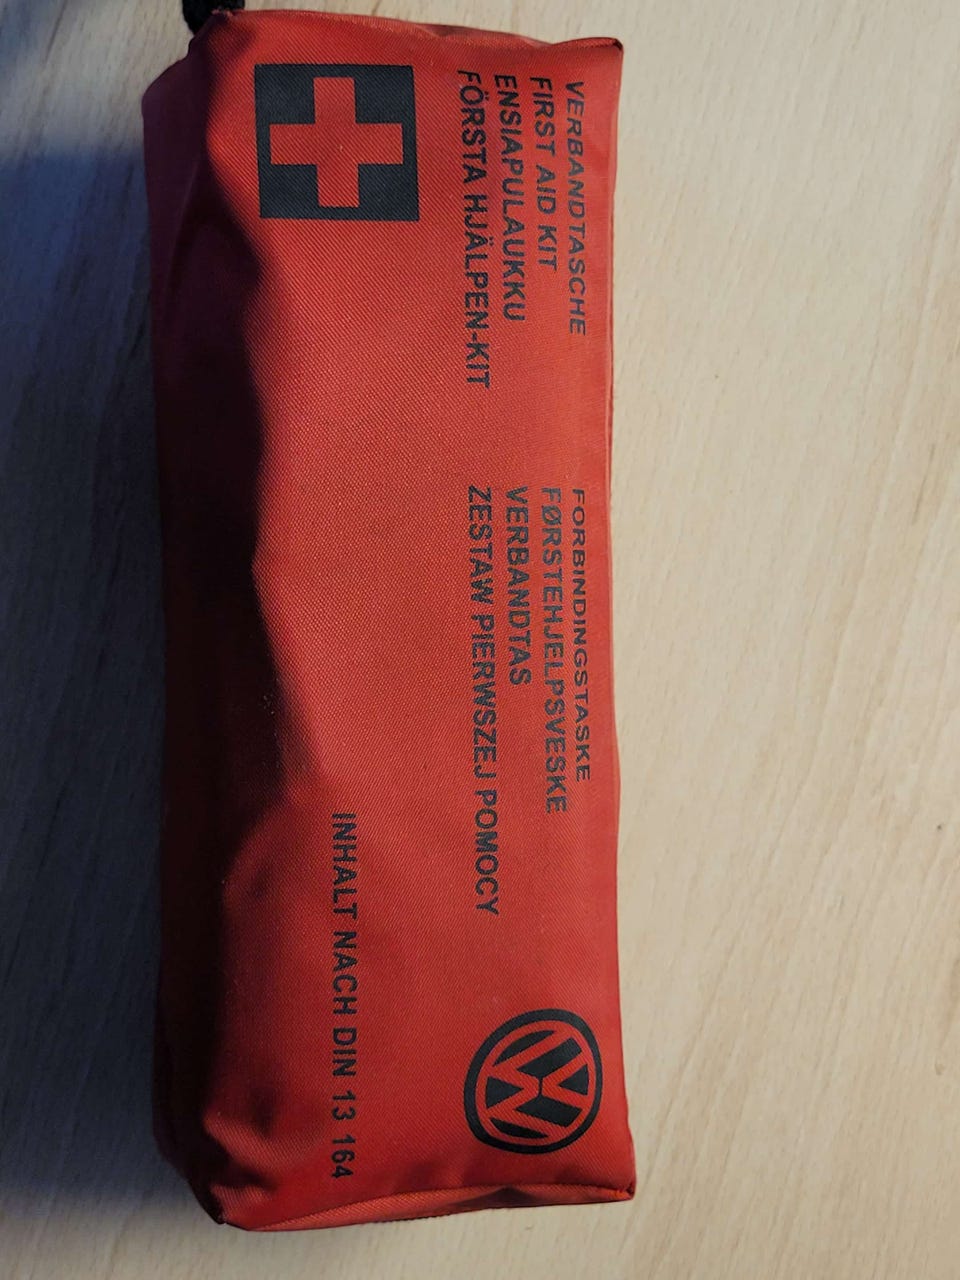 VERBANDTASCHE
FIRST AID KIT
ENSIAPULAUKKU
FÖRSTA HJÄLPEN-KIT
FORBINDINGSTASKE
FØRSTEHJELPSVESKE
VERBANDTAS
ZESTAW PIERWSZEJ POMOCY
INHALT NACH DIN 13 164